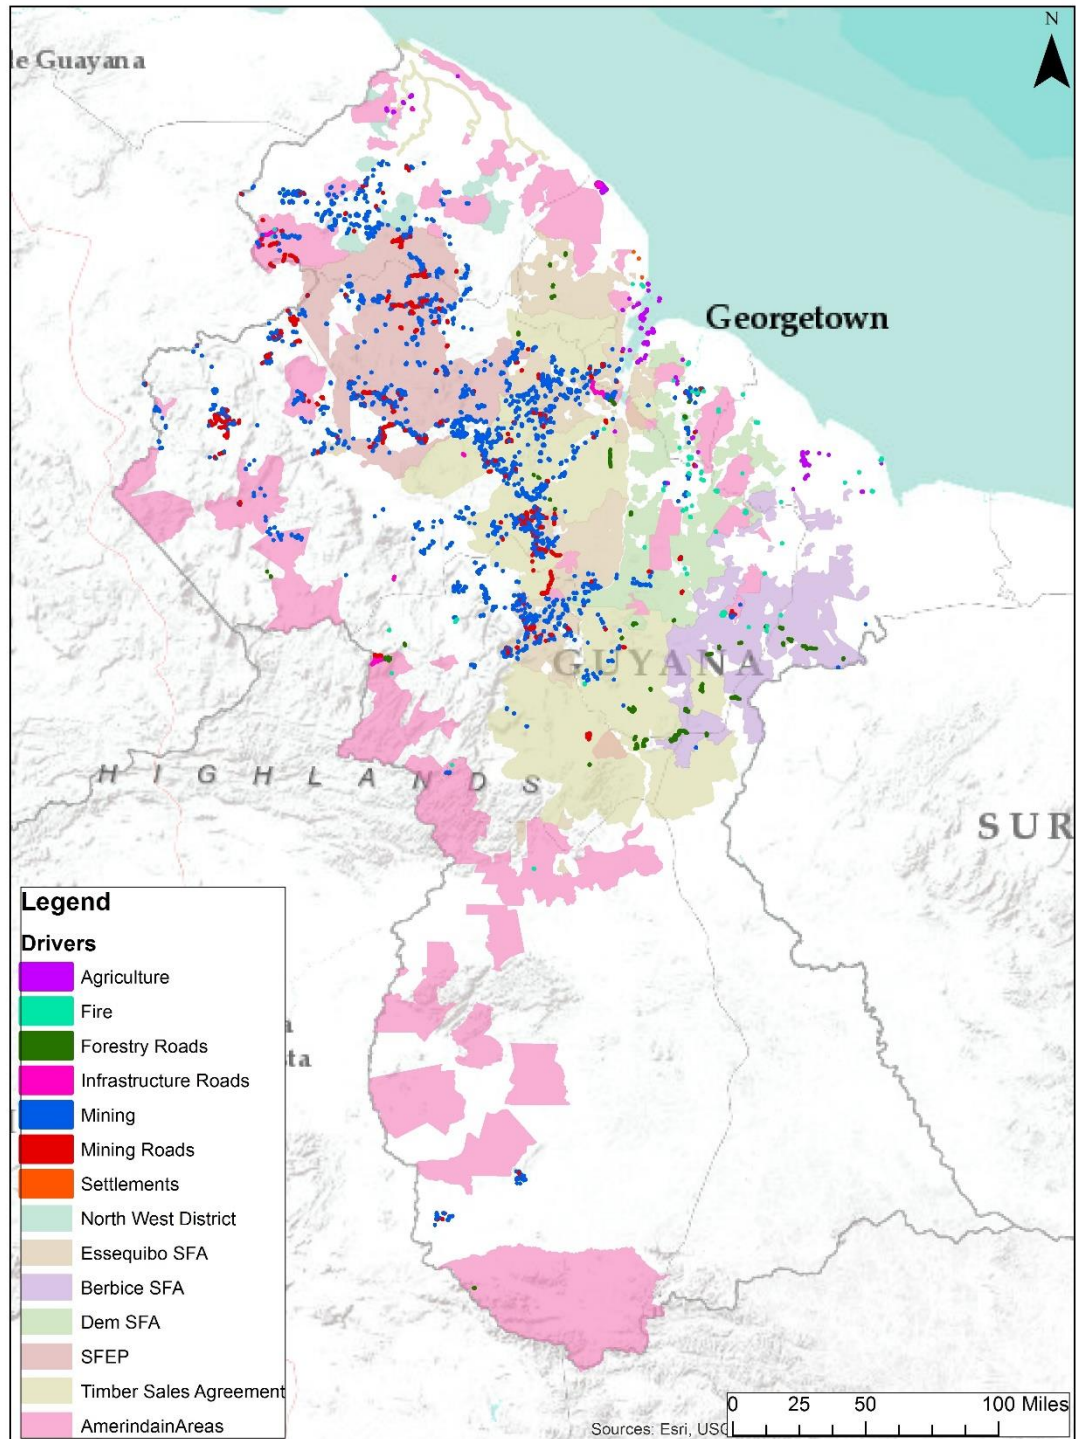 N
le Guayana
Georgetown
GUYANA
HIGHLANDS
SUR
ta
Legend
Drivers
Agriculture
Fire
Forestry Roads
Infrastructure Roads
Mining
Mining Roads
Settlements
North West District
Essequibo SFA
Berbice SFA
Dem SFA
SFEP
Timber Sales Agreement
AmerindainAreas
0 25 50 100 Miles
Sources: Esri, USG